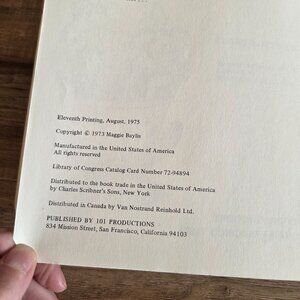 Eleventh Printing, August, 1975
Copyright © 1973 Maggie Baylis
Manufactured in the United States of America
All rights reserved
Library of Congress Catalog Card Number 72-94894
Distributed to the book trade in the United States of America
by Charles Scribner's Sons, New York
Distributed in Canada by Van Nostrand Reinhold Ltd.
PUBLISHED BY 101 PRODUCTIONS
834 Mission Street, San Francisco, California 94103